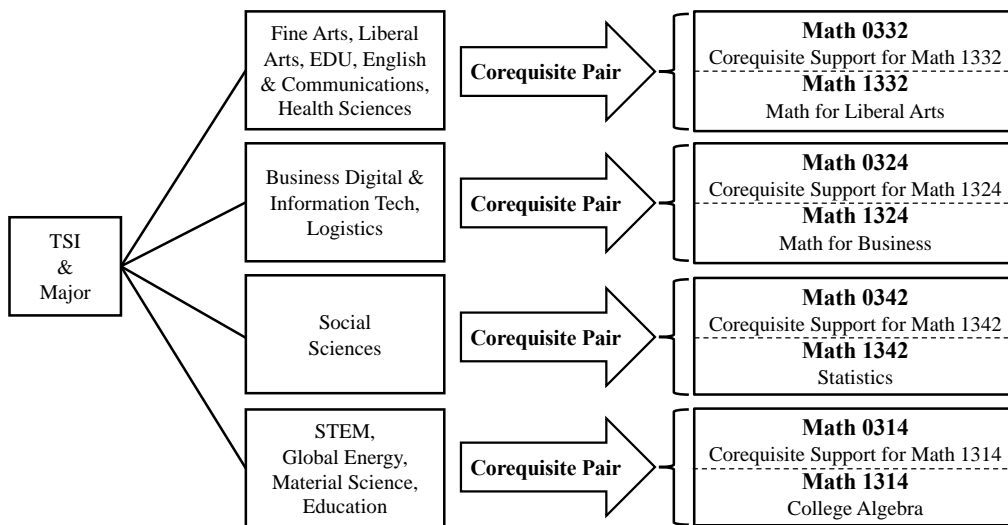 TSI
&
Major
Fine Arts, Liberal
Arts, EDU, English
& Communications,
Health Sciences
Corequisite Pair
Math 0332
Corequisite Support for Math 1332
Math 1332
Math for Liberal Arts
Business Digital &
Information Tech,
Logistics
Corequisite Pair
Math 0324
Corequisite Support for Math 1324
Math 1324
Math for Business
Social
Sciences
Corequisite Pair
Math 0342
Corequisite Support for Math 1342
Math 1342
Statistics
STEM,
Global Energy,
Material Science,
Education
Corequisite Pair
Math 0314
Corequisite Support for Math 1314
Math 1314
College Algebra